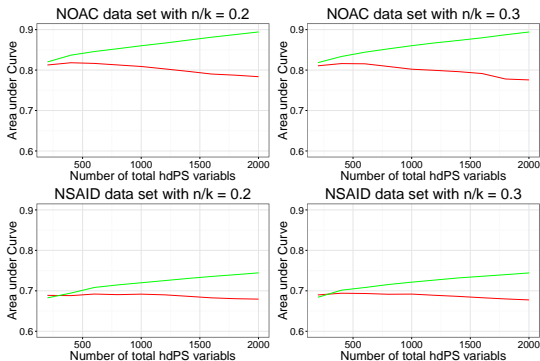 NOAC data set with n/k = 0.2
Area under Curve
0.9
0.8
0.7
0.6
500
1000
1500
2000
Number of total hdPS variabls
NOAC data set with n/k = 0.3
Area under Curve
0.9
0.8
0.7
0.6
500
1000
1500
2000
Number of total hdPS variabls
NSAID data set with n/k = 0.2
Area under Curve
0.9
0.8
0.7
0.6
500
1000
1500
2000
Number of total hdPS variabls
NSAID data set with n/k = 0.3
Area under Curve
0.9
0.8
0.7
0.6
500
1000
1500
2000
Number of total hdPS variabls